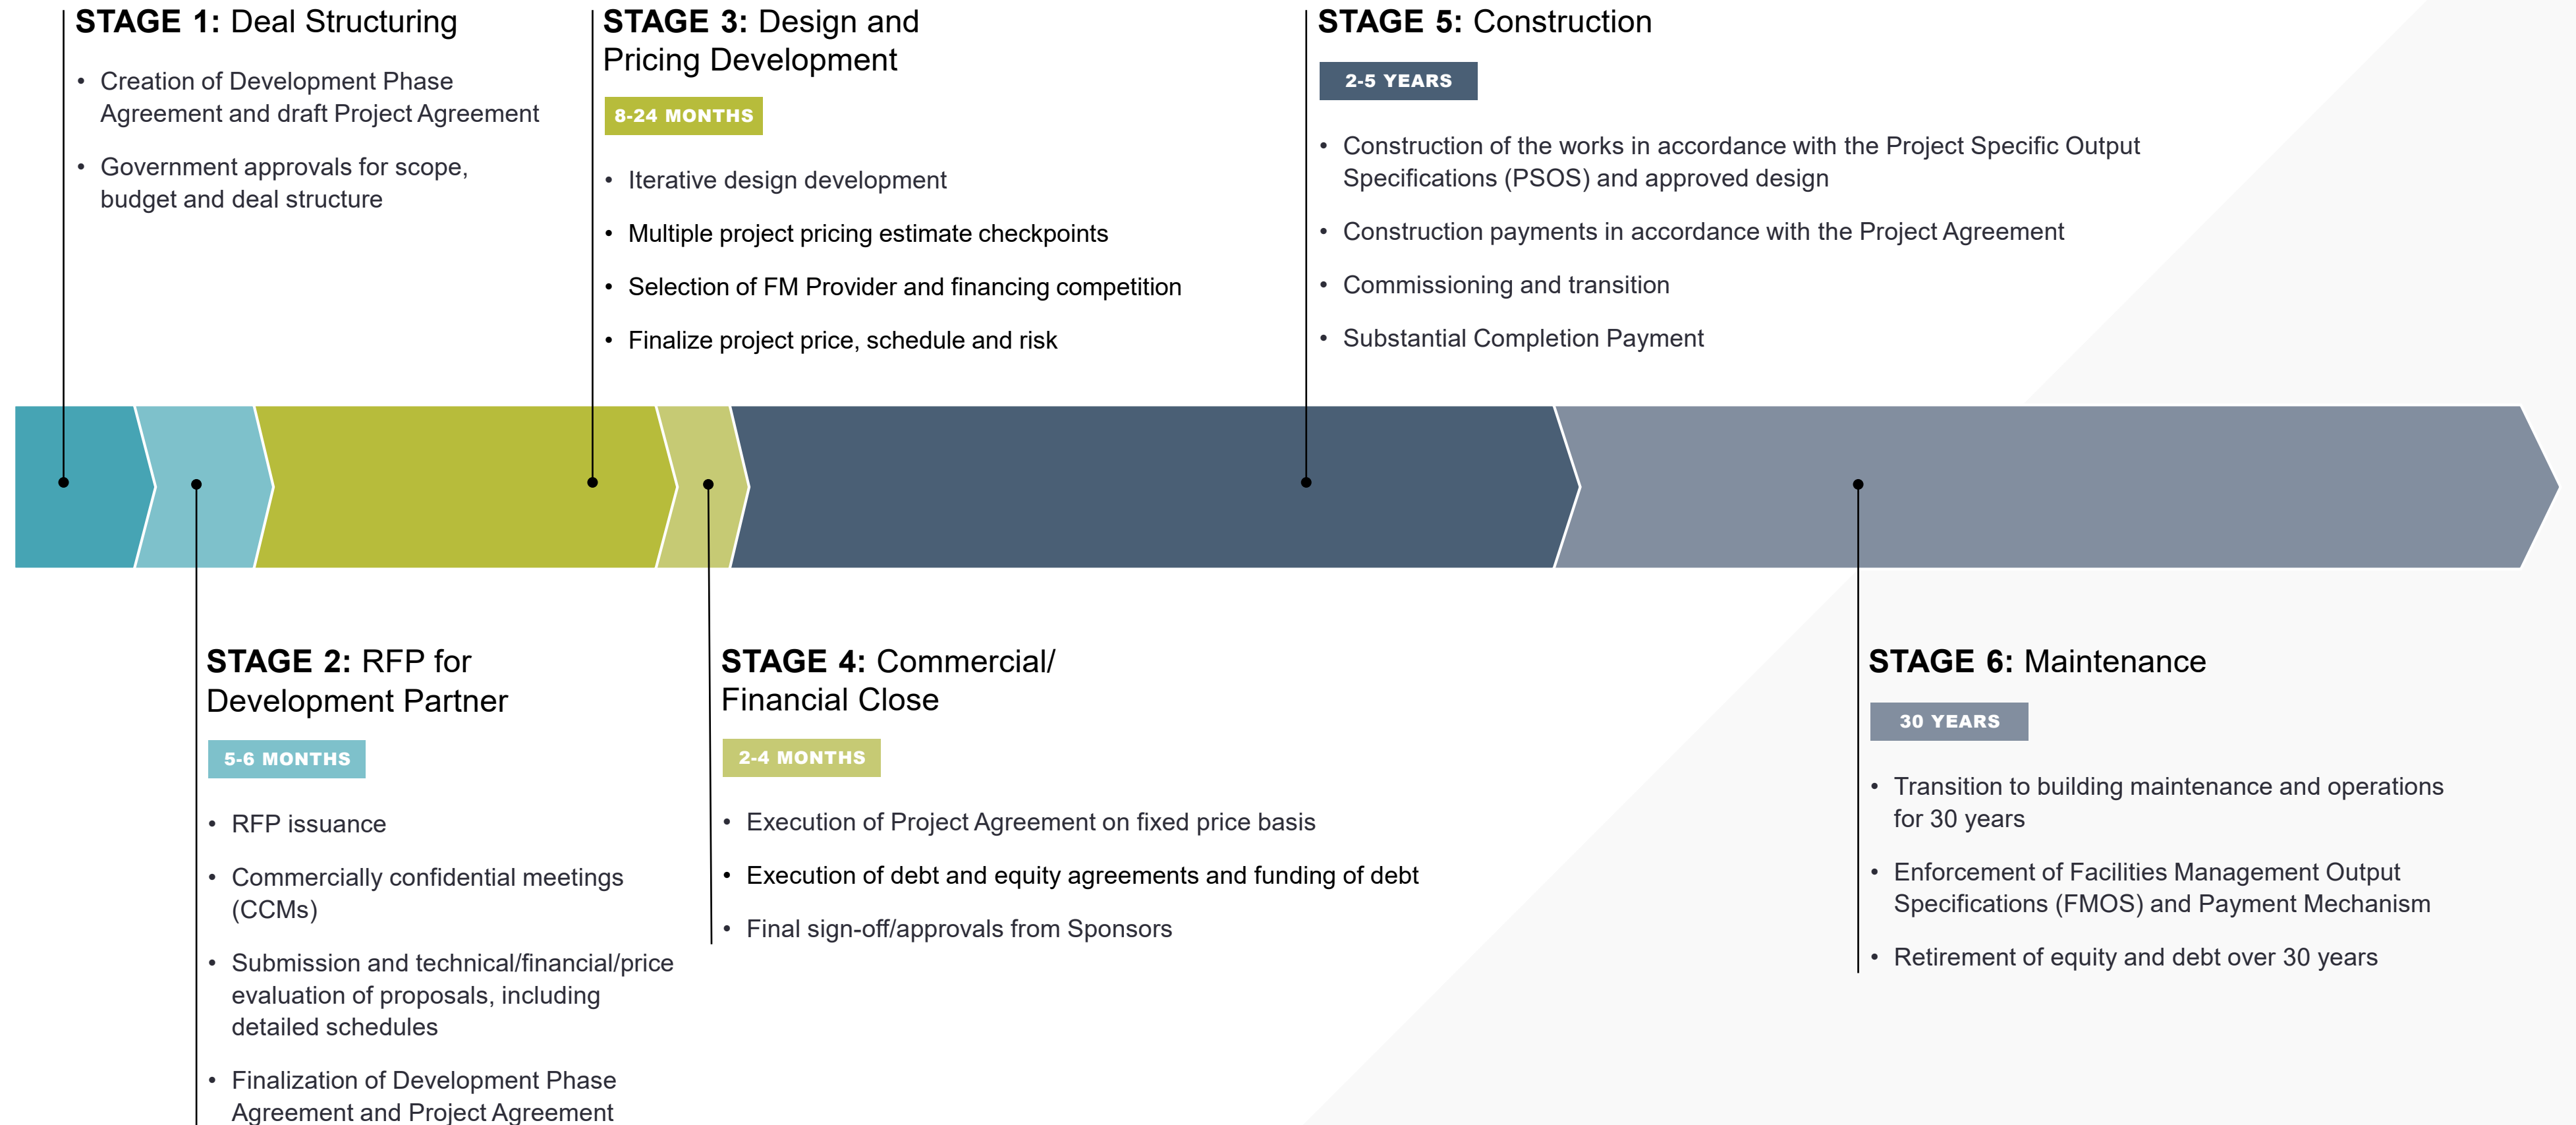 STAGE 1: Deal Structuring
• Creation of Development Phase
Agreement and draft Project Agreement
• Government approvals for scope,
budget and deal structure
STAGE 3: Design and
Pricing Development
8-24 MONTHS
• Iterative design development
• Multiple project pricing estimate checkpoints
• Selection of FM Provider and financing competition
• Finalize project price, schedule and risk
STAGE 5: Construction
2-5 YEARS
• Construction of the works in accordance with the Project Specific Output
Specifications (PSOS) and approved design
• Construction payments in accordance with the Project Agreement
• Commissioning and transition
• Substantial Completion Payment
STAGE 2: RFP for
Development Partner
5-6 MONTHS
• RFP issuance
• Commercially confidential meetings
(CCMs)
• Submission and technical/financial/price
evaluation of proposals, including
detailed schedules
• Finalization of Development Phase
Agreement and Project Agreement
STAGE 4: Commercial/
Financial Close
2-4 MONTHS
• Execution of Project Agreement on fixed price basis
• Execution of debt and equity agreements and funding of debt
• Final sign-off/approvals from Sponsors
STAGE 6: Maintenance
30 YEARS
• Transition to building maintenance and operations
for 30 years
• Enforcement of Facilities Management Output
Specifications (FMOS) and Payment Mechanism
• Retirement of equity and debt over 30 years